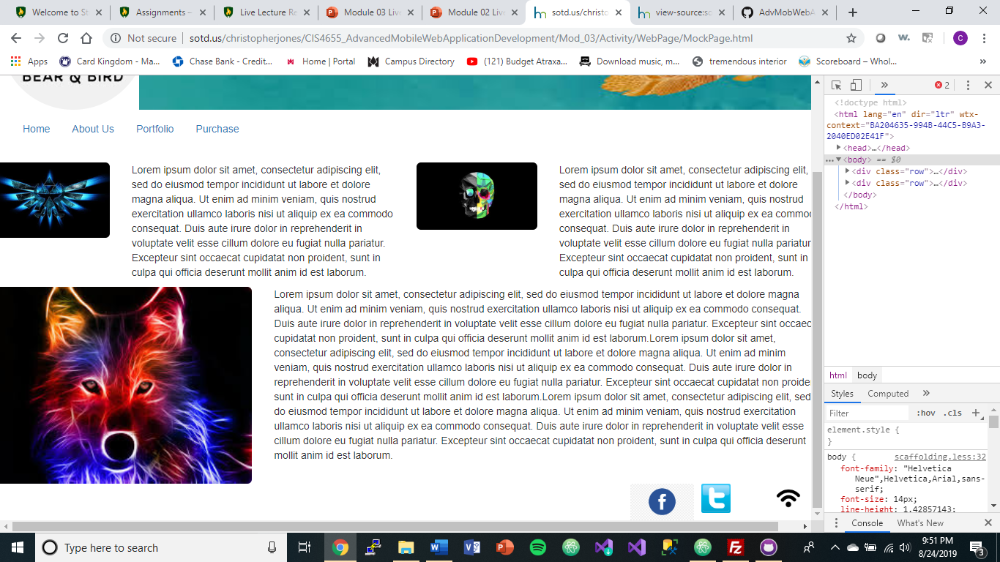 Welcome to St
Assignments –
Live Lecture Re
Module 03 Live
Module 02 Live
sotd.us/christo
view-source:so
AdvMobWebA
Not secure
sotd.us/christopherjones/CIS4655_AdvancedMobileWebApplicationDevelopment/Mod_03/Activity/WebPage/MockPage.html
Apps
Card Kingdom - Ma...
Chase Bank - Credit...
Home | Portal
Campus Directory
(121) Budget Atraxa...
Download music, m...
tremendous interior
Scoreboard – Whol...
BEAR & BIRD
Home
About Us
Portfolio
Purchase
Lorem ipsum dolor sit amet, consectetur adipiscing elit,
sed do eiusmod tempor incididunt ut labore et dolore
magna aliqua. Ut enim ad minim veniam, quis nostrud
exercitation ullamco laboris nisi ut aliquip ex ea commodo
consequat. Duis aute irure dolor in reprehenderit in
voluptate velit esse cillum dolore eu fugiat nulla pariatur.
Excepteur sint occaecat cupidatat non proident, sunt in
culpa qui officia deserunt mollit anim id est laborum.
Lorem ipsum dolor sit amet, consectetur adipiscing elit,
sed do eiusmod tempor incididunt ut labore et dolore
magna aliqua. Ut enim ad minim veniam, quis nostrud
exercitation ullamco laboris nisi ut aliquip ex ea commo
consequat. Duis aute irure dolor in reprehenderit in
voluptate velit esse cillum dolore eu fugiat nulla pariatur
Excepteur sint occaecat cupidatat non proident, sunt in
culpa qui officia deserunt mollit anim id est laborum.
Lorem ipsum dolor sit amet, consectetur adipiscing elit, sed do eiusmod tempor incididunt ut labore et dolore magna
aliqua. Ut enim ad minim veniam, quis nostrud exercitation ullamco laboris nisi ut aliquip ex ea commodo consequat.
Duis aute irure dolor in reprehenderit in voluptate velit esse cillum dolore eu fugiat nulla pariatur. Excepteur sint occaec
cupidatat non proident, sunt in culpa qui officia deserunt mollit anim id est laborum.Lorem ipsum dolor sit amet,
consectetur adipiscing elit, sed do eiusmod tempor incididunt ut labore et dolore magna aliqua. Ut enim ad minim
veniam, quis nostrud exercitation ullamco laboris nisi ut aliquip ex ea commodo consequat. Duis aute irure dolor in
reprehenderit in voluptate velit esse cillum dolore eu fugiat nulla pariatur. Excepteur sint occaecat cupidatat non proide
sunt in culpa qui officia deserunt mollit anim id est laborum.Lorem ipsum dolor sit amet, consectetur adipiscing elit, sed
do eiusmod tempor incididunt ut labore et dolore magna aliqua. Ut enim ad minim veniam, quis nostrud exercitation
ullamco laboris nisi ut aliquip ex ea commodo consequat. Duis aute irure dolor in reprehenderit in voluptate velit esse
cillum dolore eu fugiat nulla pariatur. Excepteur sint occaecat cupidatat non proident, sunt in culpa qui officia deserunt
mollit anim id est laborum.
2
<!doctype html>
<html lang="en" dir="ltr" wtx-
context="BA204635-994B-44C5-B9A3-
2040ED02E41F">
<head>…</head>
<body> == $0
<div class="row">…</div>
<div class="row">…</div>
</body>
</html>
html body
Styles Computed
Filter :hov .cls
element.style {
}
body { scaffolding.less:32
font-family: "Helvetica
Neue",Helvetica,Arial,sans-
serif;
font-size: 14px;
line-height: 1.42857143;
Console What's New
Type here to search
9:51 PM
8/24/2019
3